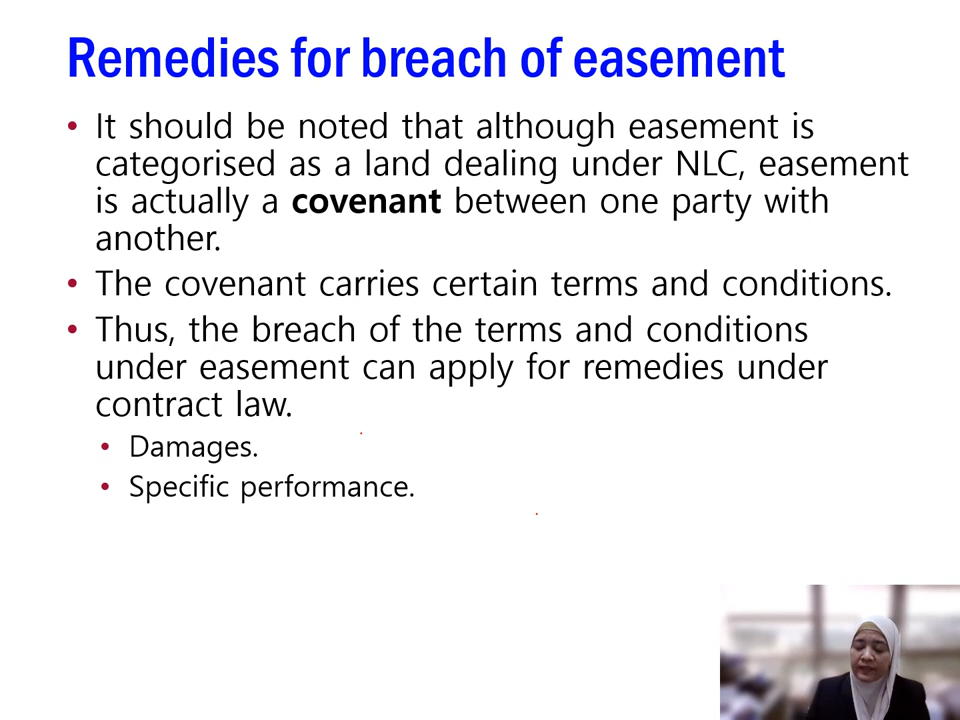 Remedies for breach of easement
• It should be noted that although easement is
categorised as a land dealing under NLC, easement
is actually a covenant between one party with
another.
• The covenant carries certain terms and conditions.
• Thus, the breach of the terms and conditions
under easement can apply for remedies under
contract law.
• Damages.
• Specific performance.